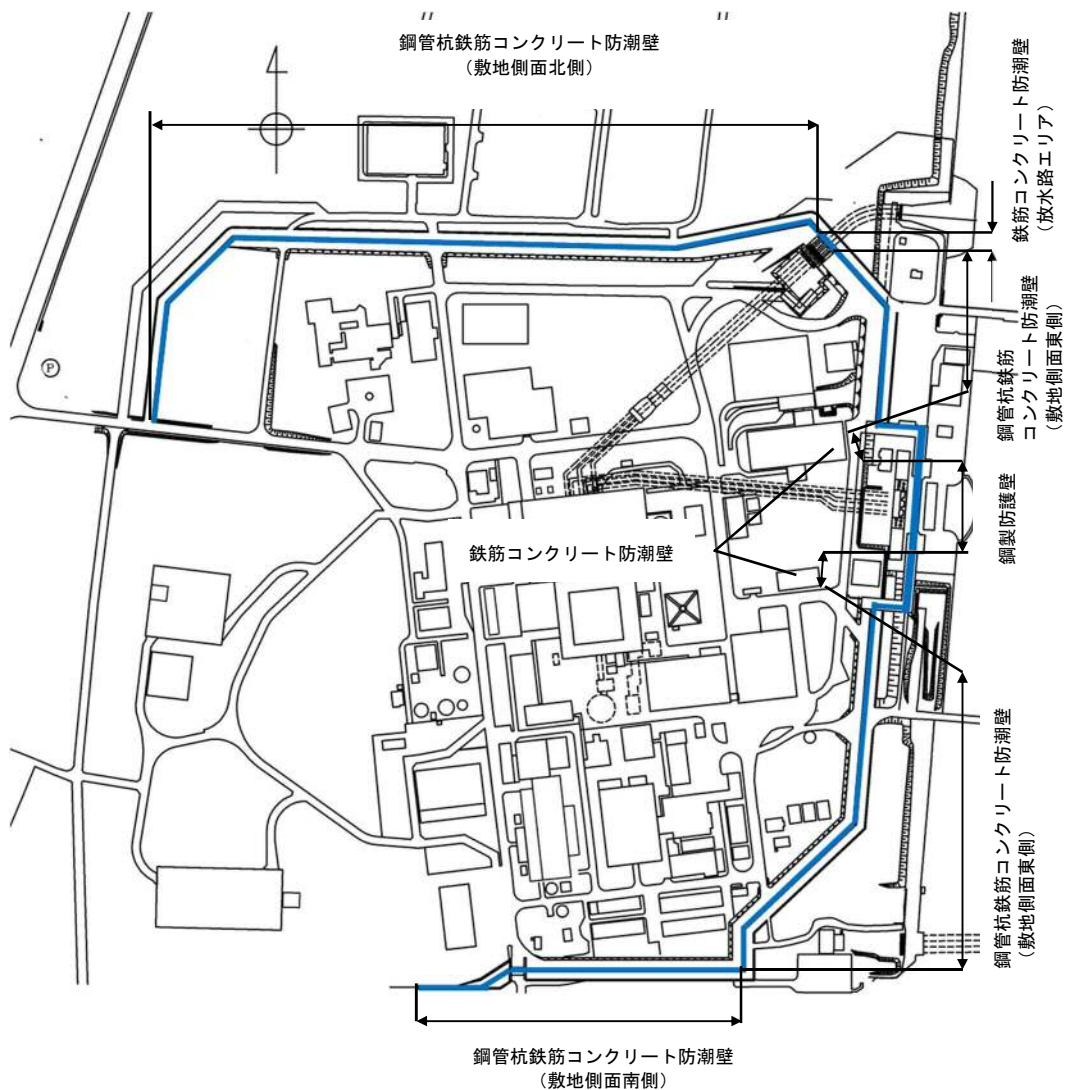 鋼管杭鉄筋コンクリート防潮壁
（敷地側面北側）
鉄筋コンクリート防潮壁
（放水路エリア）
鋼管杭鉄筋
コンクリート防潮壁
（敷地側面東側）
P
鋼製防護壁
鉄筋コンクリート防潮壁
鋼管杭鉄筋コンクリート防潮壁
（敷地側面東側）
鋼管杭鉄筋コンクリート防潮壁
（敷地側面南側）